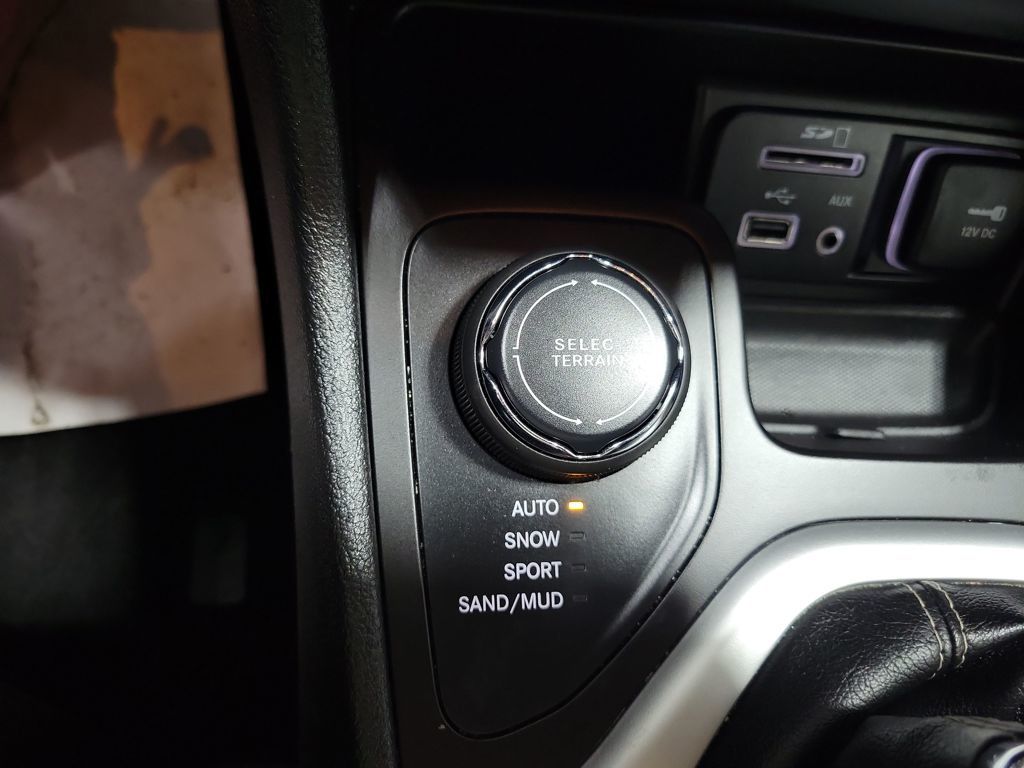 SD
AUX
12V DC
SELEC-
TERRAIN
AUTO
SNOW
SPORT
SAND/MUD